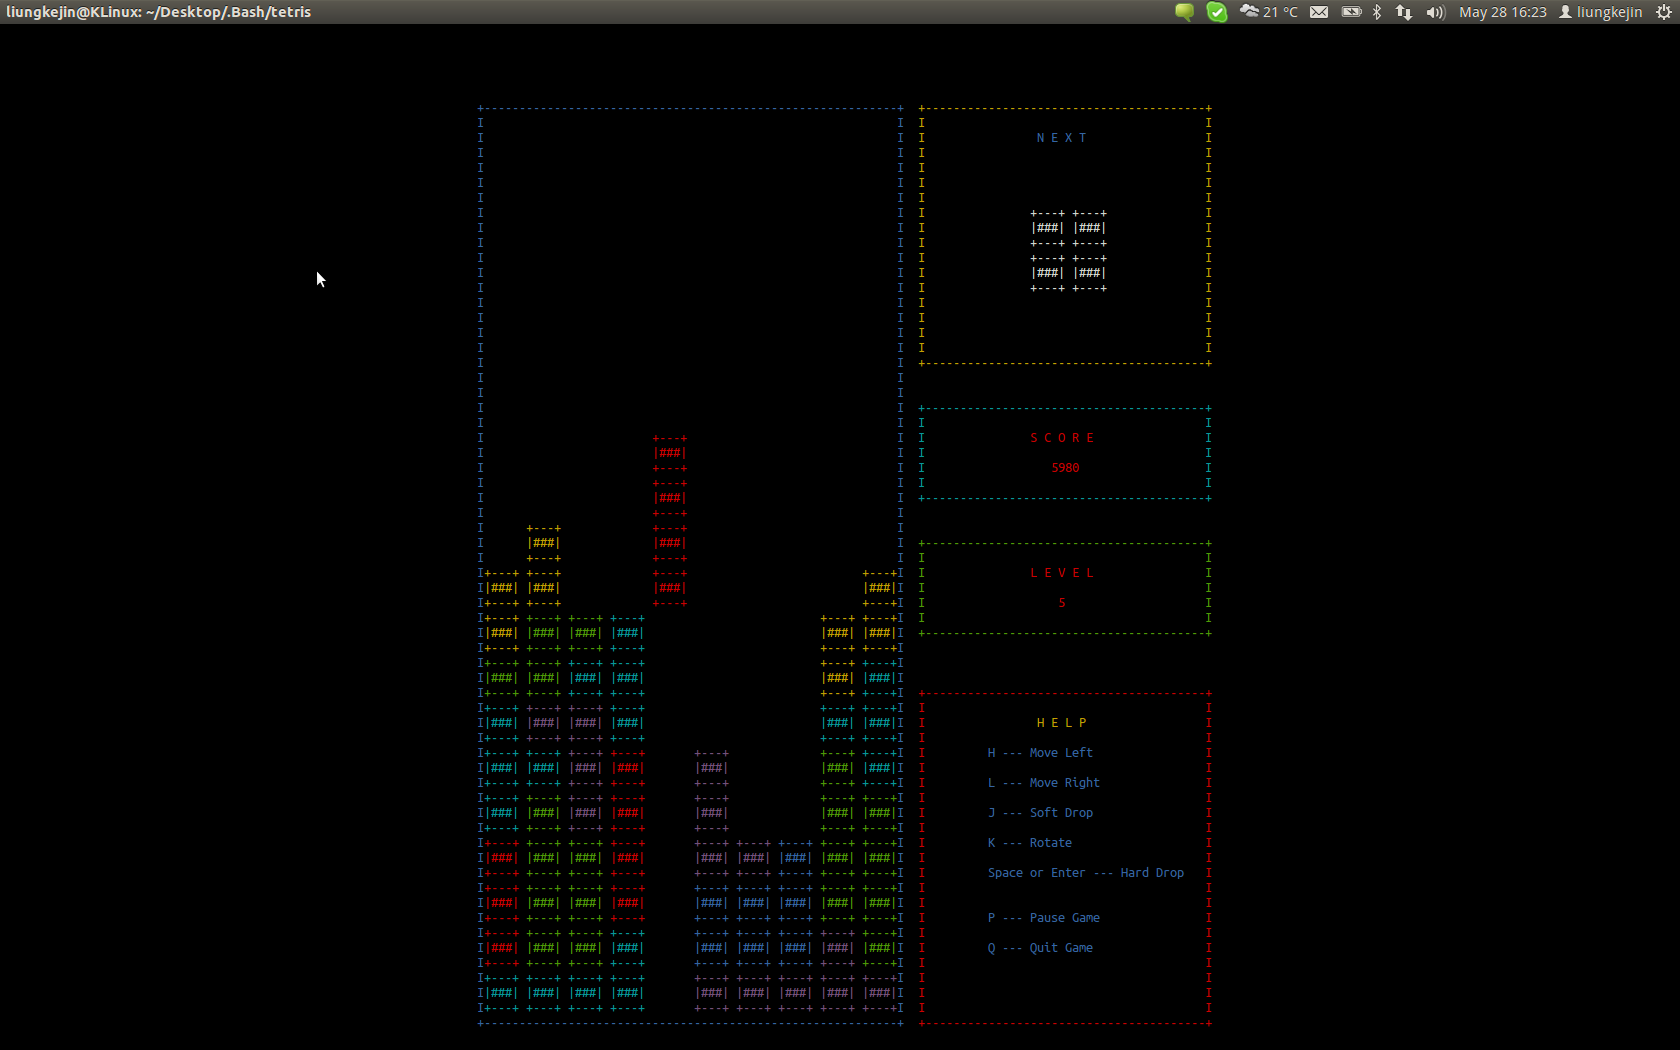 liungkejin@KLinux: ~/Desktop/.Bash/tetris
21 °C
May 28 16:23
liungkejin
N E X T
S C O R E
5980
L E V E L
5
H E L P
H --- Move Left
L --- Move Right
J --- Soft Drop
K --- Rotate
Space or Enter --- Hard Drop
P --- Pause Game
Q --- Quit Game